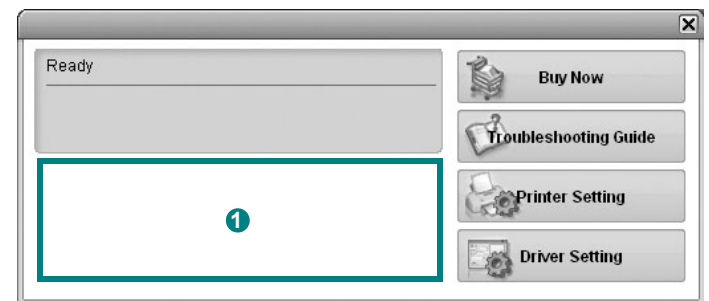 Ready
Buy Now
Troubleshooting Guide
1
Printer Setting
Driver Setting